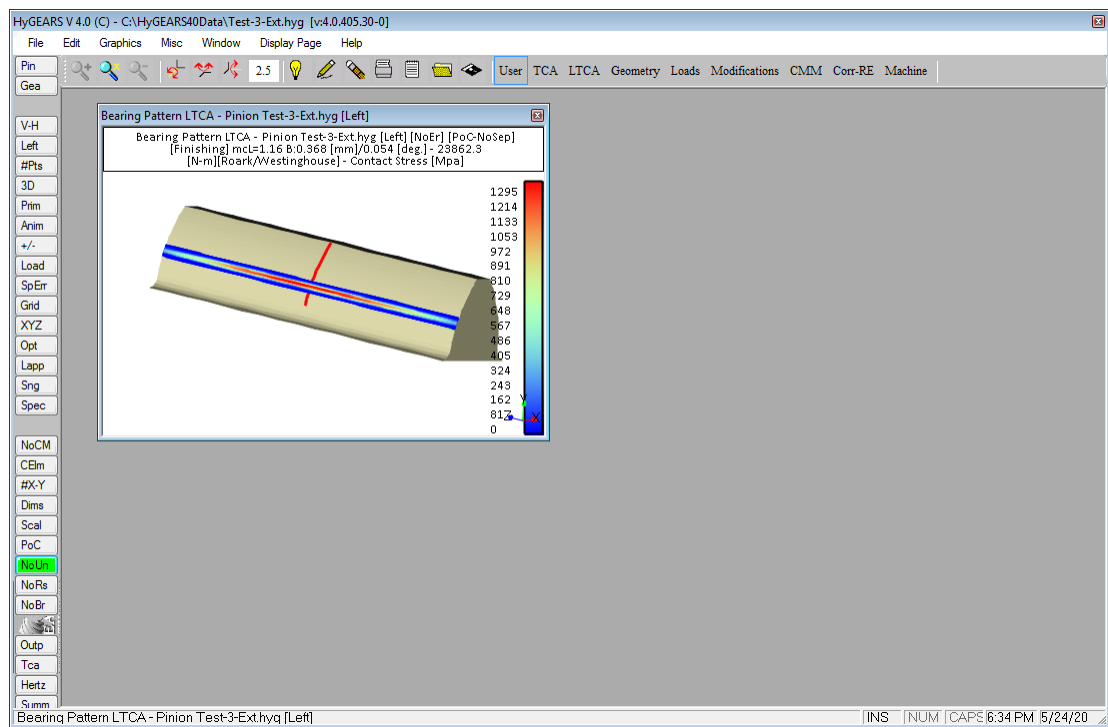 HyGEARS V 4.0 (C) - C:\HyGEARS40Data\Test-3-Ext.hyg [v:4.0.405.30-0]
File Edit Graphics Misc Window Display Page Help
2.5 User TCA LTCA Geometry Loads Modifications CMM Corr-RE Machine
Pin
Gea
V-H
Left
#Pts
3D
Prim
Anim
+/-
Load
SpErr
Grid
XYZ
Opt
Lapp
Sng
Spec
NoCM
CElm
#X-Y
Dims
Scal
PoC
NoUn
NoRs
NoBr
Outp
Tca
Hertz
Summ
Bearing Pattern LTCA - Pinion Test-3-Ext.hyg [Left]
Bearing Pattern LTCA - Pinion Test-3-Ext.hyg [Left] [NoEr] [PoC-NoSep]
[Finishing] mcL=1.16 B:0.368 [mm]/0.054 [deg.] - 23862.3
[N-m][Roark/Westinghouse] - Contact Stress [Mpa]
1295
1214
1133
1053
972
891
810
729
648
567
486
405
324
243
162
81
0
Y
Z
X
Bearing Pattern LTCA - Pinion Test-3-Ext.hyg [Left] INS NUM CAPS 6:34 PM 5/24/20